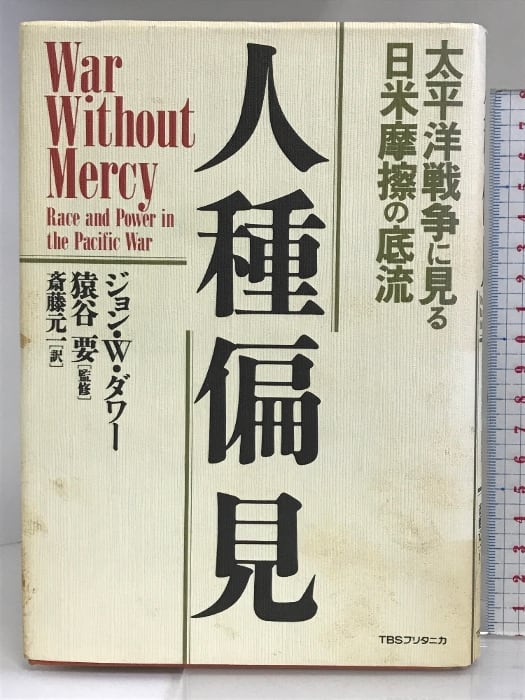 太平洋戦争に見る
日米摩擦の底流
人種偏見
War
Without
Mercy
Race and Power in
the Pacific War
ジョン・W・ダワー
猿谷 要[監修]
斎藤元一[訳]
TBSブリタニカ